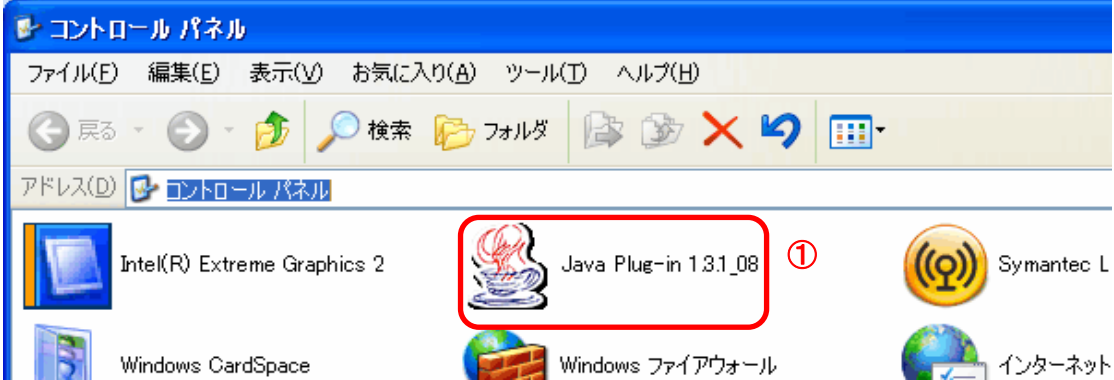 コントロール パネル
ファイル(F) 編集(E) 表示(V) お気に入り(A) ツール(T) ヘルプ(H)
戻る 検索 フォルダ
アドレス(D) コントロール パネル
Intel(R) Extreme Graphics 2 Java Plug-in 1.3.1_08 ① Symantec L
Windows CardSpace Windows ファイアウォール インターネット